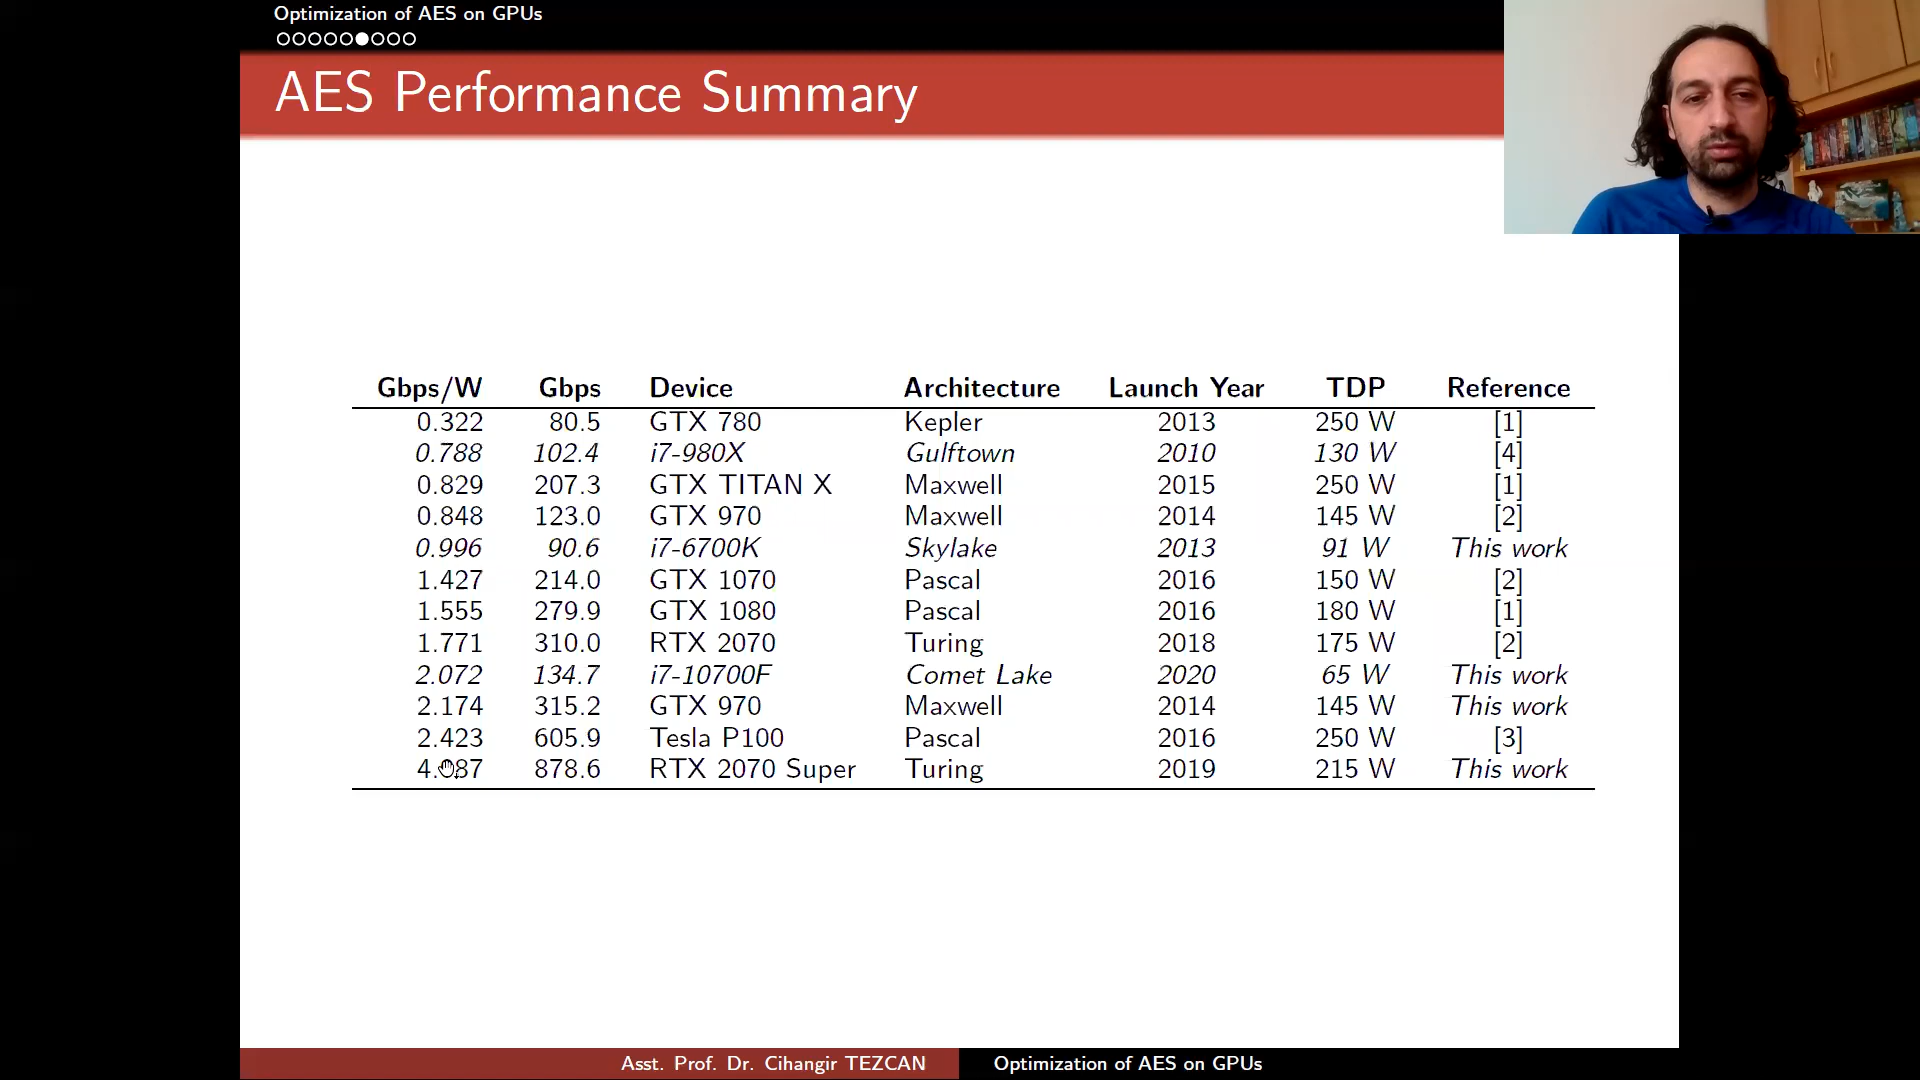 Optimization of AES on GPUs
AES Performance Summary
Gbps/W Gbps Device Architecture Launch Year TDP Reference
0.322 80.5 GTX 780 Kepler 2013 250 W [1]
0.788 102.4 i7-980X Gulftown 2010 130 W [4]
0.829 207.3 GTX TITAN X Maxwell 2015 250 W [1]
0.848 123.0 GTX 970 Maxwell 2014 145 W [2]
0.996 90.6 i7-6700K Skylake 2013 91 W This work
1.427 214.0 GTX 1070 Pascal 2016 150 W [2]
1.555 279.9 GTX 1080 Pascal 2016 180 W [1]
1.771 310.0 RTX 2070 Turing 2018 175 W [2]
2.072 134.7 i7-10700F Comet Lake 2020 65 W This work
2.174 315.2 GTX 970 Maxwell 2014 145 W This work
2.423 605.9 Tesla P100 Pascal 2016 250 W [3]
878.6 RTX 2070 Super Turing 2019 215 W This work
Asst. Prof. Dr. Cihangir TEZCAN Optimization of AES on GPUs